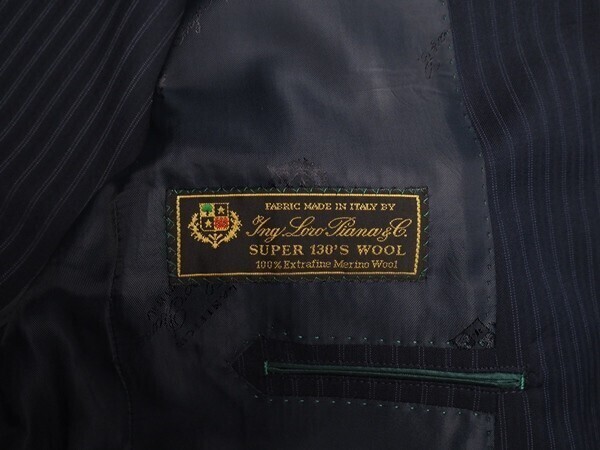 FABRIC MADE IN ITALY BY
Ing. Loro Piana & C.
SUPER 130'S WOOL
100% Extrafine Merino Wool